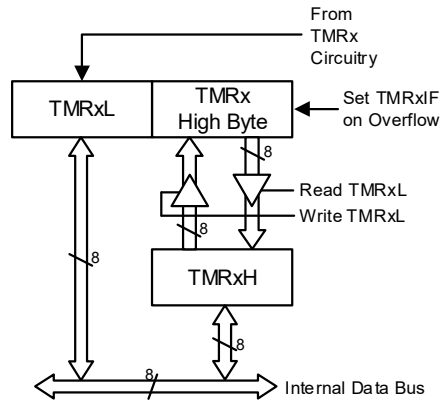 From
TMRx
Circuitry
TMRxL
TMRx
High Byte
Set TMRxIF
on Overflow
8
Read TMRxL
Write TMRxL
8
8
TMRxH
8
8
Internal Data Bus